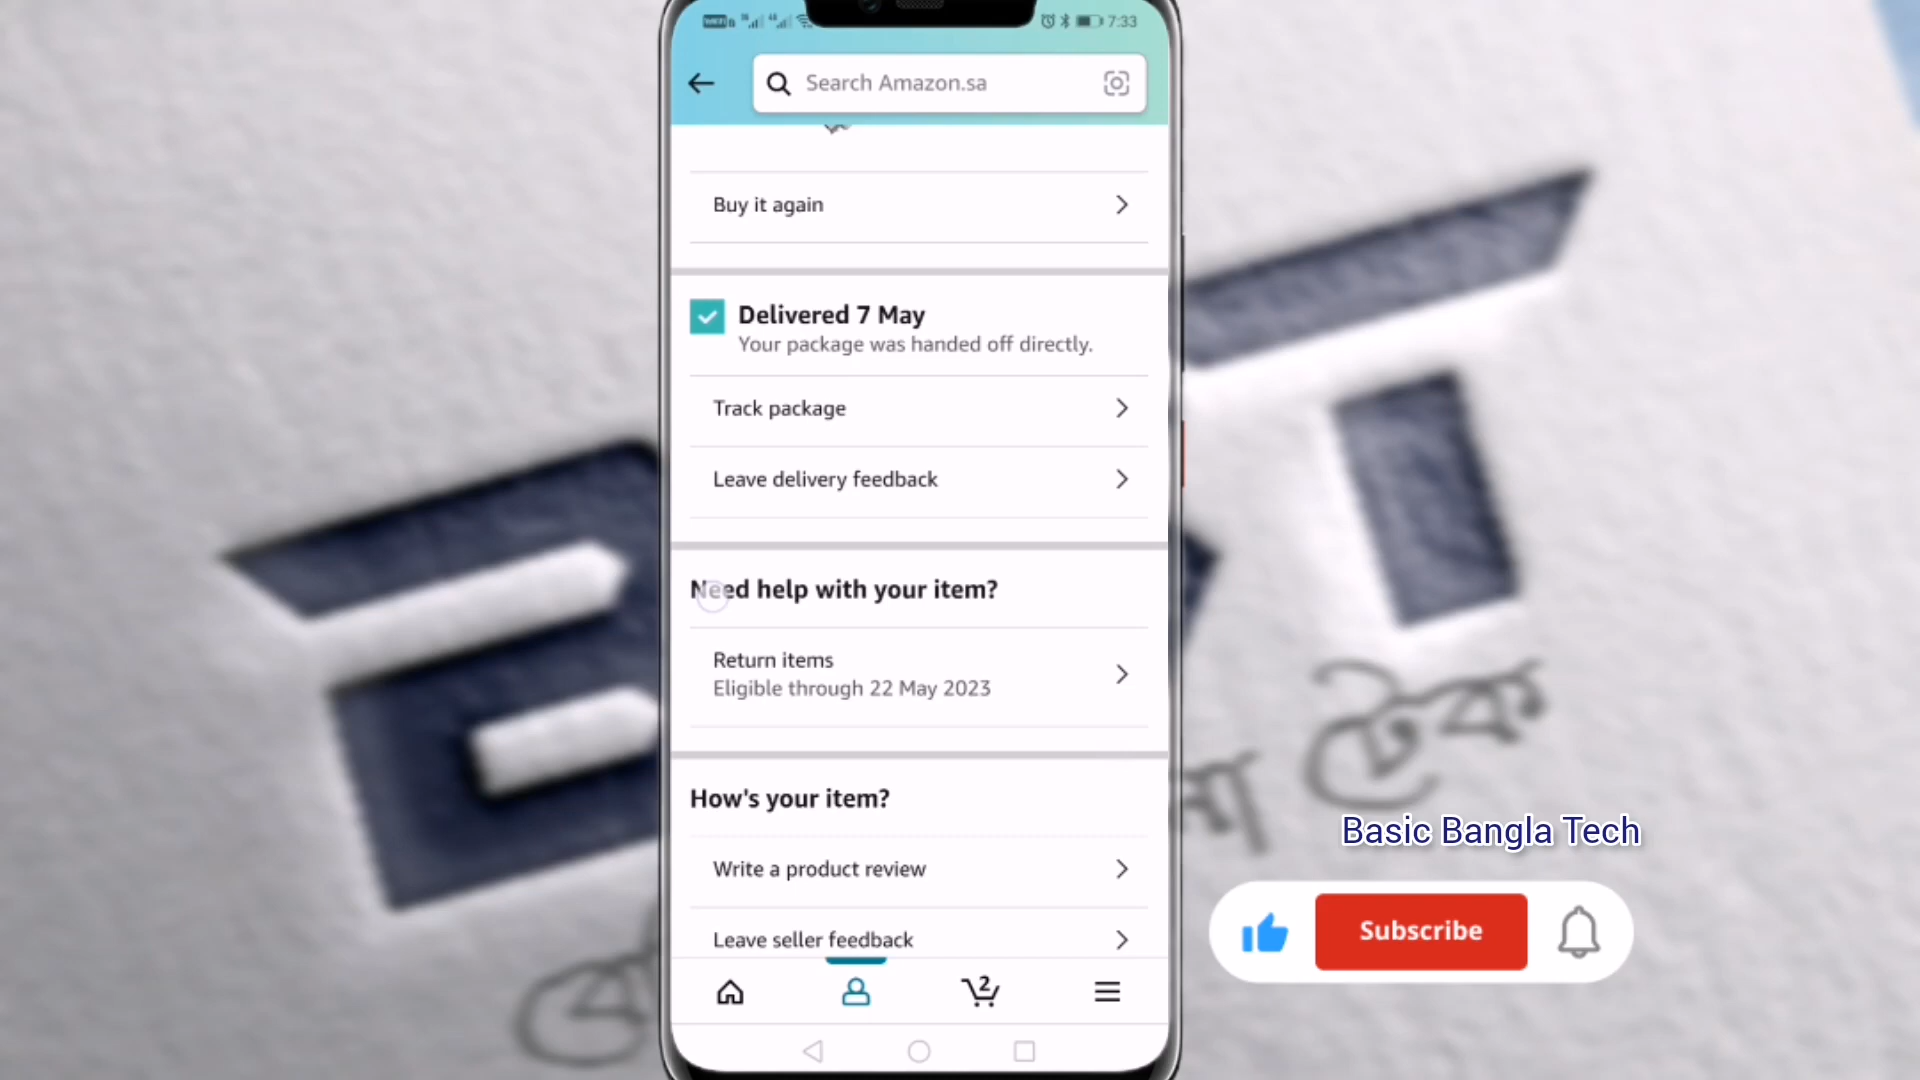 7:33
Search Amazon.sa
Buy it again
Delivered 7 May
Your package was handed off directly.
Track package
Leave delivery feedback
Need help with your item?
Return items
Eligible through 22 May 2023
How's your item?
Write a product review
Leave seller feedback
2
টেক
Basic Bangla Tech
Subscribe